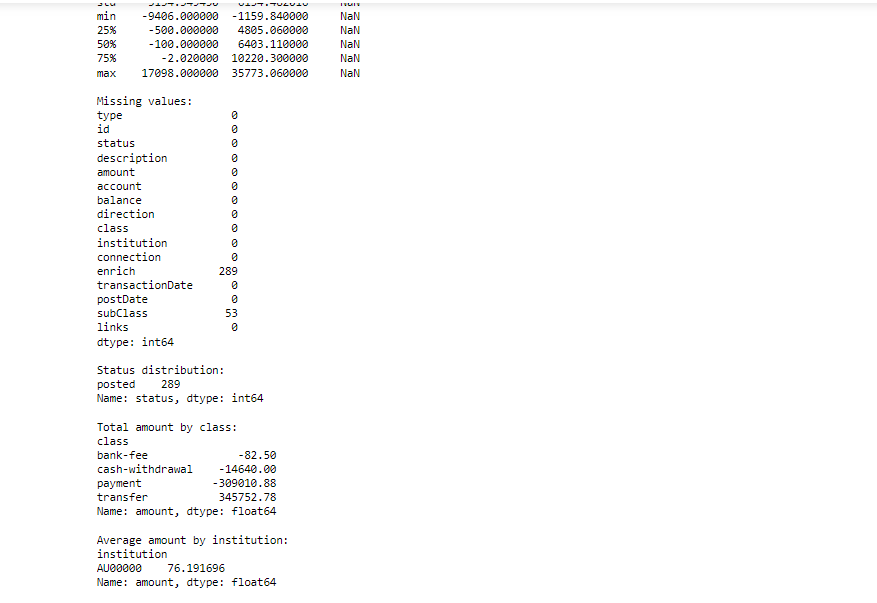 min    -9406.000000  -1159.840000     NaN
25%     -500.000000   4805.060000     NaN
50%     -100.000000   6403.110000     NaN
75%       -2.020000  10220.300000     NaN
max    17098.000000  35773.060000     NaN
Missing values:
type                 0
id                   0
status               0
description          0
amount               0
account              0
balance              0
direction            0
class                0
institution          0
connection           0
enrich             289
transactionDate      0
postDate             0
subClass            53
links                0
dtype: int64
Status distribution:
posted    289
Name: status, dtype: int64
Total amount by class:
class
bank-fee              -82.50
cash-withdrawal    -14640.00
payment           -309010.88
transfer           345752.78
Name: amount, dtype: float64
Average amount by institution:
institution
AU00000    76.191696
Name: amount, dtype: float64